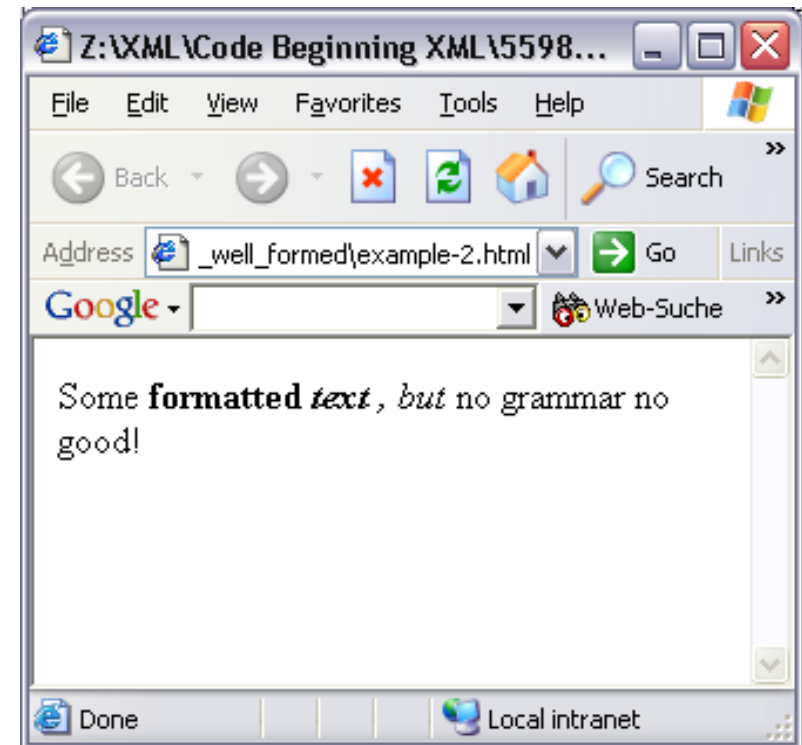 Z:\XML\Code Beginning XML\5598...
File Edit View Favorites Tools Help
Back Search »
Address _well_formed\example-2.html Go Links
Google Web-Suche »
Some formatted text , but no grammar no
good!
Done Local intranet